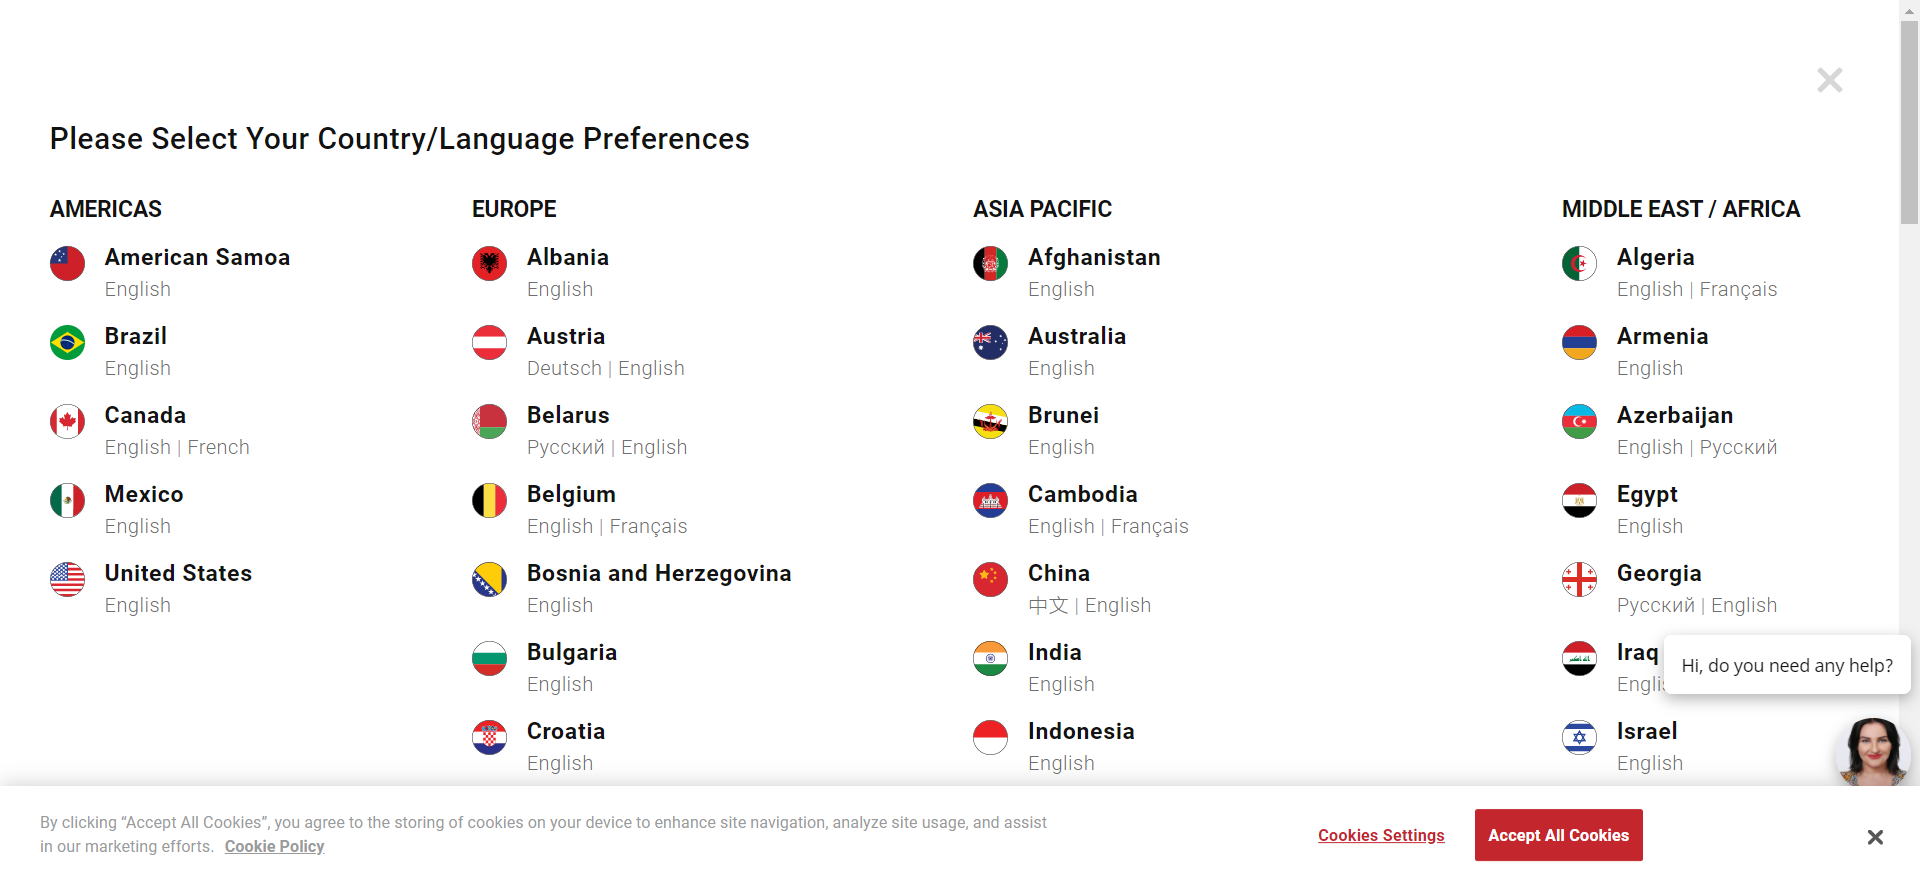 Please Select Your Country/Language Preferences
AMERICAS
American Samoa
English
Brazil
English
Canada
English | French
Mexico
English
United States
English
EUROPE
Albania
English
Austria
Deutsch | English
Belarus
Русский | English
Belgium
English | Français
Bosnia and Herzegovina
English
Bulgaria
English
Croatia
English
ASIA PACIFIC
Afghanistan
English
Australia
English
Brunei
English
Cambodia
English | Français
China
中文 | English
India
English
Indonesia
English
MIDDLE EAST / AFRICA
Algeria
English | Français
Armenia
English
Azerbaijan
English | Русский
Egypt
English
Georgia
Русский | English
Iraq
Israel
English
Hi, do you need any help?
By clicking “Accept All Cookies”, you agree to the storing of cookies on your device to enhance site navigation, analyze site usage, and assist
in our marketing efforts. Cookie Policy
Cookies Settings
Accept All Cookies